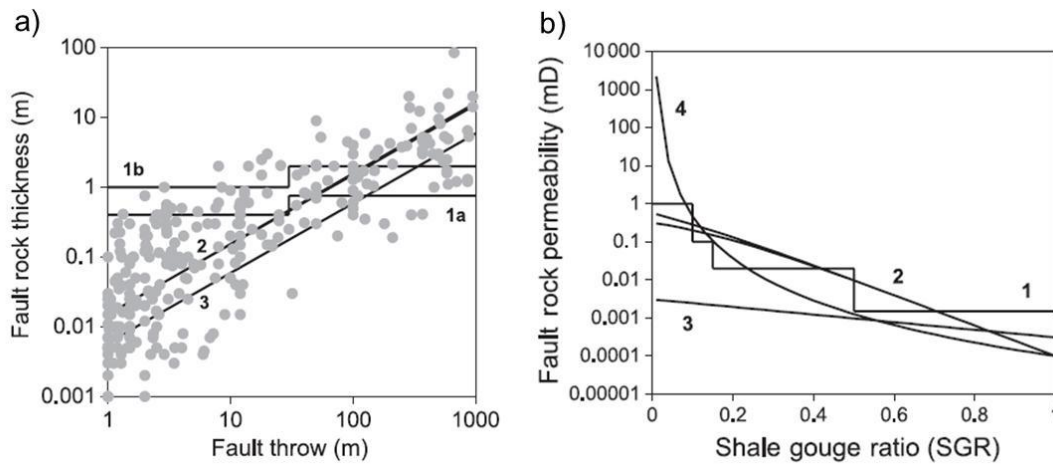 a)
100
10
1
0.1
0.01
0.001
1 10 100 1000
Fault throw (m)
Fault rock thickness (m)
1b
1a
2
3
b)
10 000
1000
100
10
1
0.1
0.01
0.001
0.0001
0.00001
0 0.2 0.4 0.6 0.8 1
Shale gouge ratio (SGR)
Fault rock permeability (mD)
4
2
1
3